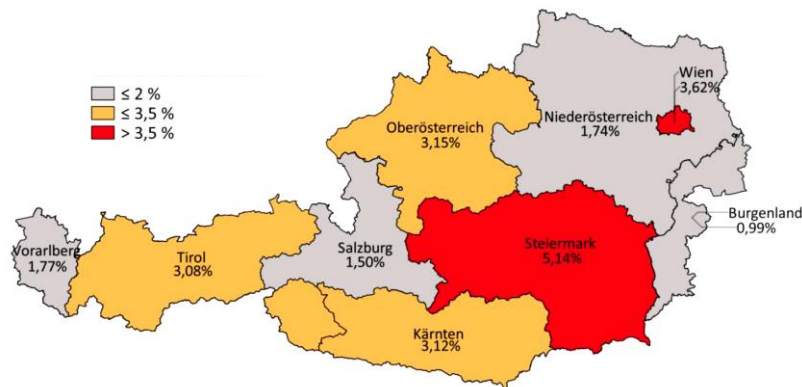 ≤ 2 %
≤ 3,5 %
> 3,5 %
Wien
3,62%
Oberösterreich
3,15%
Niederösterreich
1,74%
Burgenland
0,99%
Vorarlberg
1,77%
Tirol
3,08%
Salzburg
1,50%
Steiermark
5,14%
Kärnten
3,12%